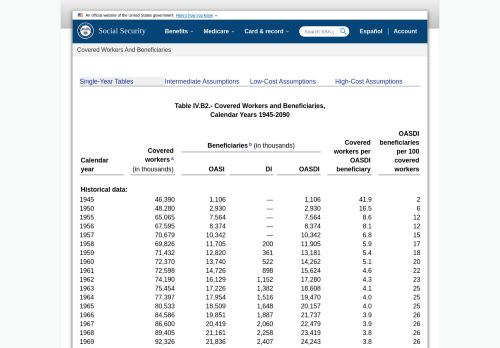 An official website of the United States government Here's how you know
Social Security
Benefits Medicare Card & record Search SSA.g Español Account
Covered Workers And Beneficiaries
Single-Year Tables Intermediate Assumptions Low-Cost Assumptions High-Cost Assumptions
Table IV.B2.- Covered Workers and Beneficiaries,
Calendar Years 1945-2090
Calendar year Covered workers a (in thousands) Beneficiaries b (in thousands) OASI DI OASDI Covered workers per OASDI beneficiary OASDI beneficiaries per 100 covered workers
Historical data:
1945 46,390 1,106 — 1,106 41.9 2
1950 48,280 2,930 — 2,930 16.5 6
1955 65,065 7,564 — 7,564 8.6 12
1956 67,595 8,374 — 8,374 8.1 12
1957 70,679 10,342 — 10,342 6.8 15
1958 69,826 11,705 200 11,905 5.9 17
1959 71,432 12,820 361 13,181 5.4 18
1960 72,370 13,740 522 14,262 5.1 20
1961 72,598 14,726 898 15,624 4.6 22
1962 74,190 16,129 1,152 17,280 4.3 23
1963 75,454 17,226 1,382 18,608 4.1 25
1964 77,397 17,954 1,516 19,470 4.0 25
1965 80,533 18,509 1,648 20,157 4.0 25
1966 84,586 19,851 1,887 21,737 3.9 26
1967 86,600 20,419 2,060 22,479 3.9 26
1968 89,405 21,161 2,258 23,419 3.8 26
1969 92,326 21,836 2,407 24,243 3.8 26